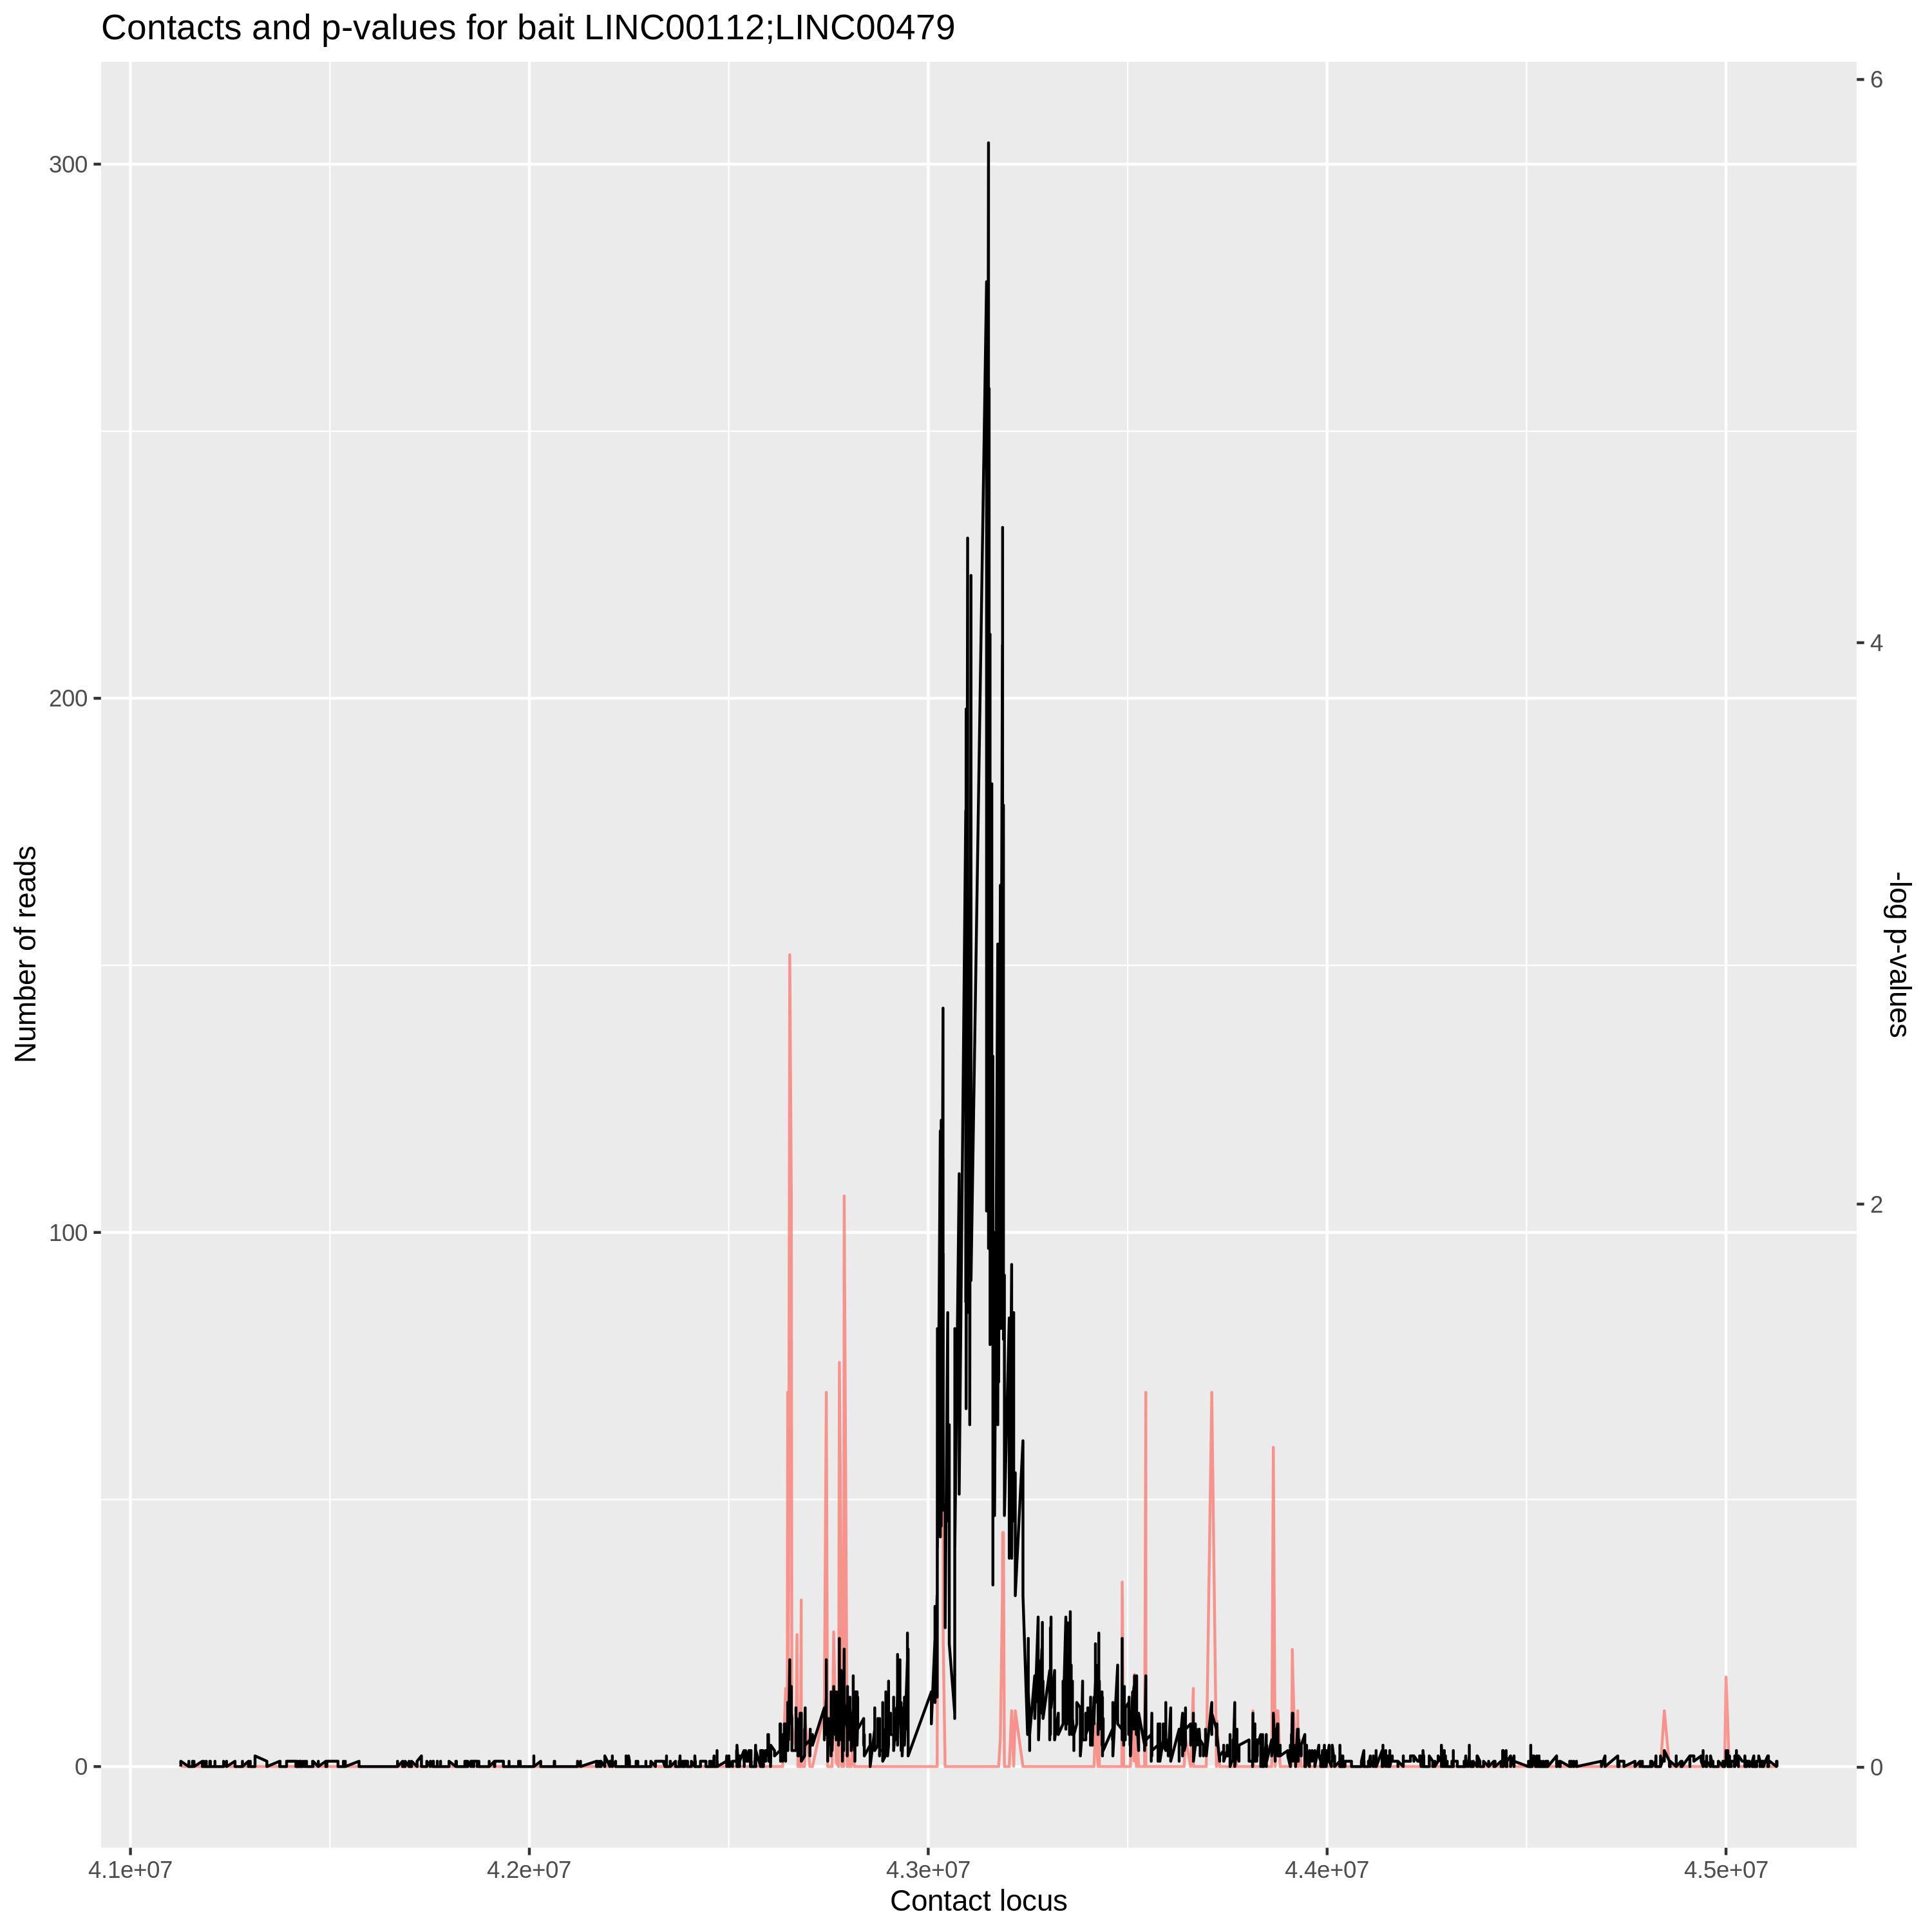 Contacts and p-values for bait LINC00112;LINC00479
Number of reads
300
200
100
0
6
4
2
0
-log p-values
4.1e+07
4.2e+07
4.3e+07
4.4e+07
4.5e+07
Contact locus